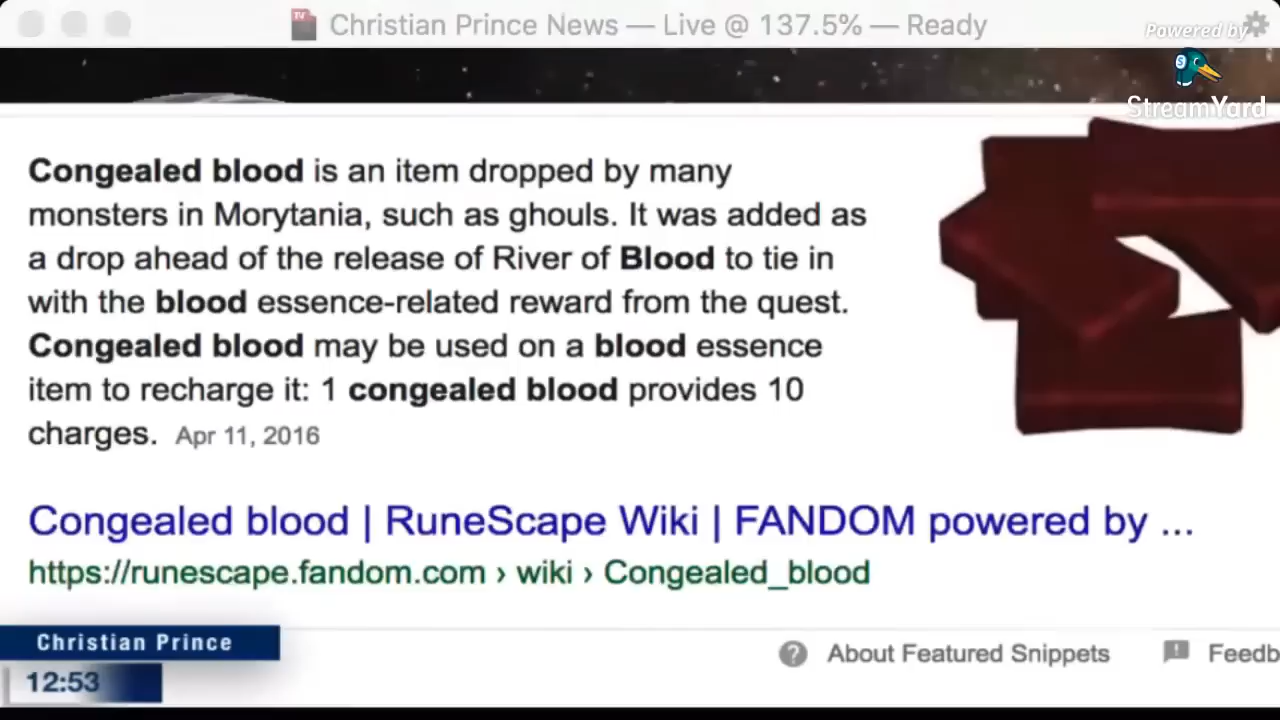 Christian Prince News — Live @ 137.5% — Ready
Powered by
StreamYard
Congealed blood is an item dropped by many
monsters in Morytania, such as ghouls. It was added as
a drop ahead of the release of River of Blood to tie in
with the blood essence-related reward from the quest.
Congealed blood may be used on a blood essence
item to recharge it: 1 congealed blood provides 10
charges. Apr 11, 2016
Congealed blood | RuneScape Wiki | FANDOM powered by ...
https://runescape.fandom.com › wiki › Congealed_blood
About Featured Snippets
Feedb
Christian Prince
12:53